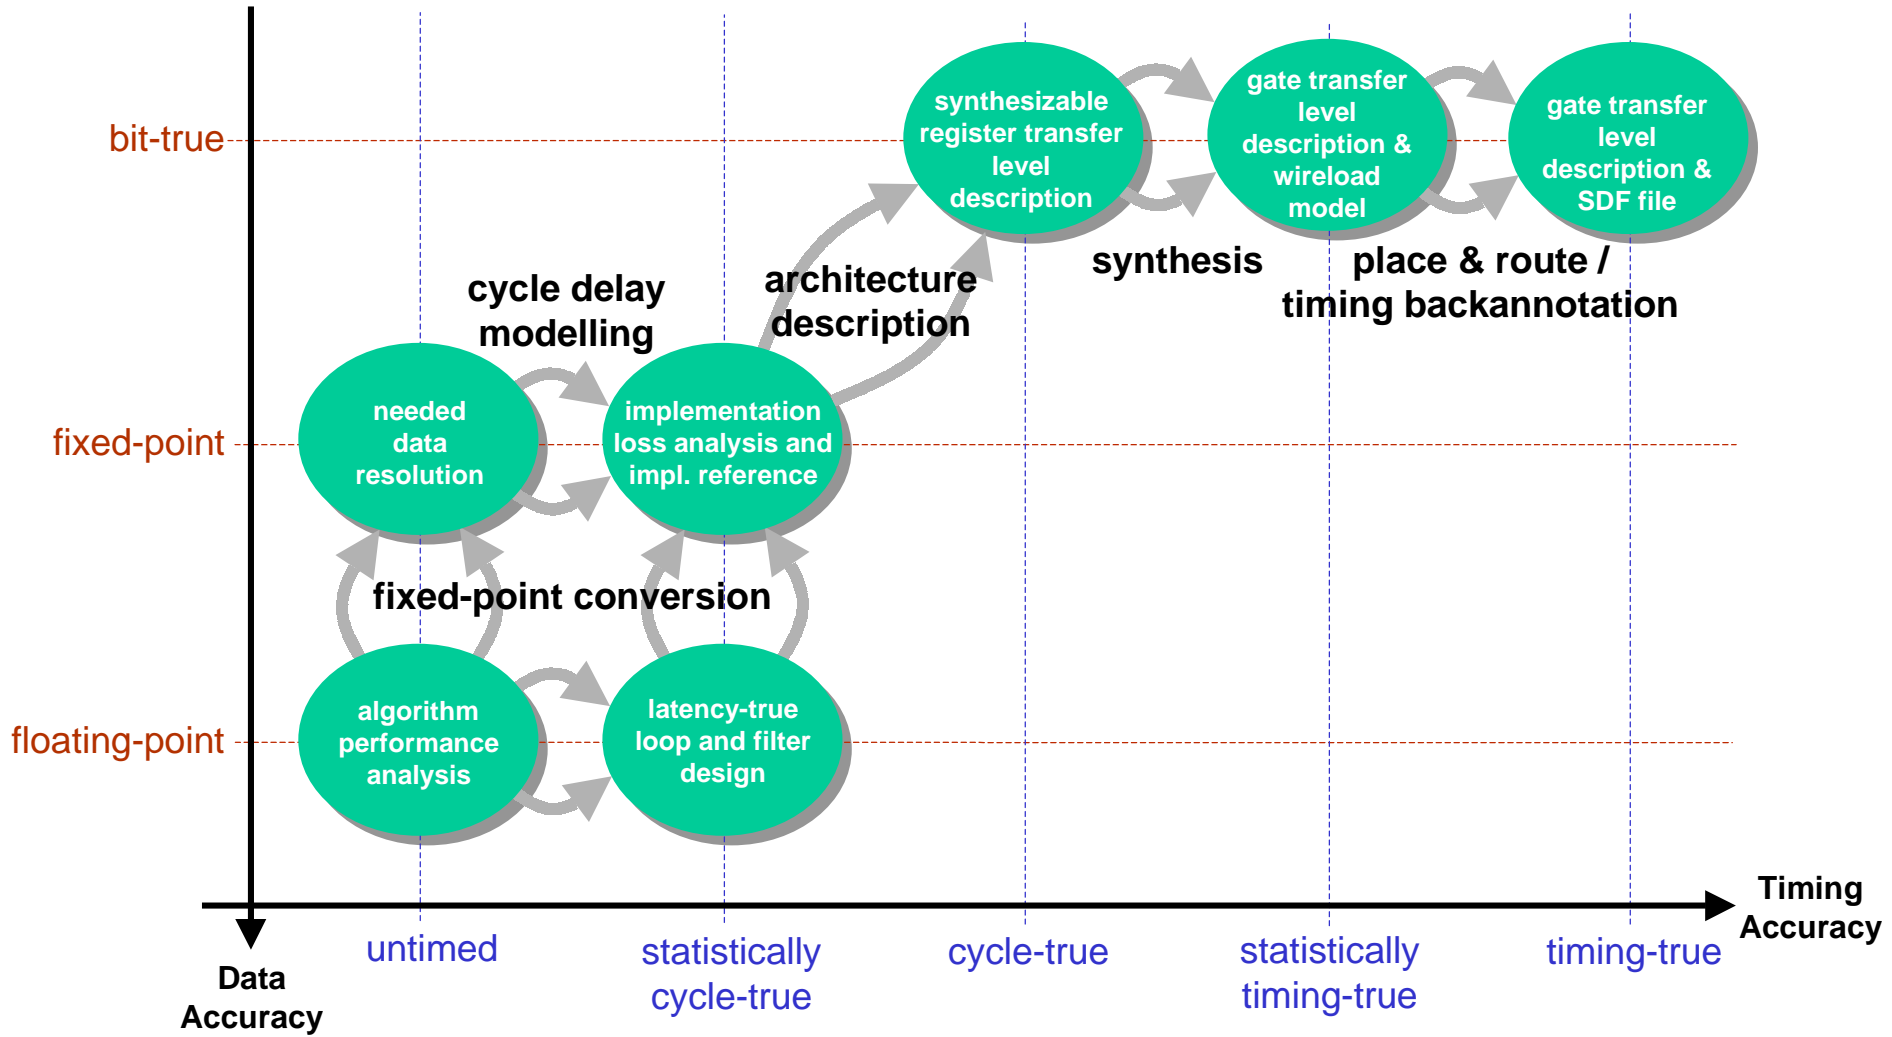 bit-true
synthesizable
register transfer
level
description
gate transfer
level
description &
wireload
model
gate transfer
level
description &
SDF file
synthesis
place & route /
timing backannotation
cycle delay
modelling
architecture
description
fixed-point
needed
data
resolution
implementation
loss analysis and
impl. reference
fixed-point conversion
floating-point
algorithm
performance
analysis
latency-true
loop and filter
design
Timing
Accuracy
Data
Accuracy
untimed
statistically
cycle-true
cycle-true
statistically
timing-true
timing-true